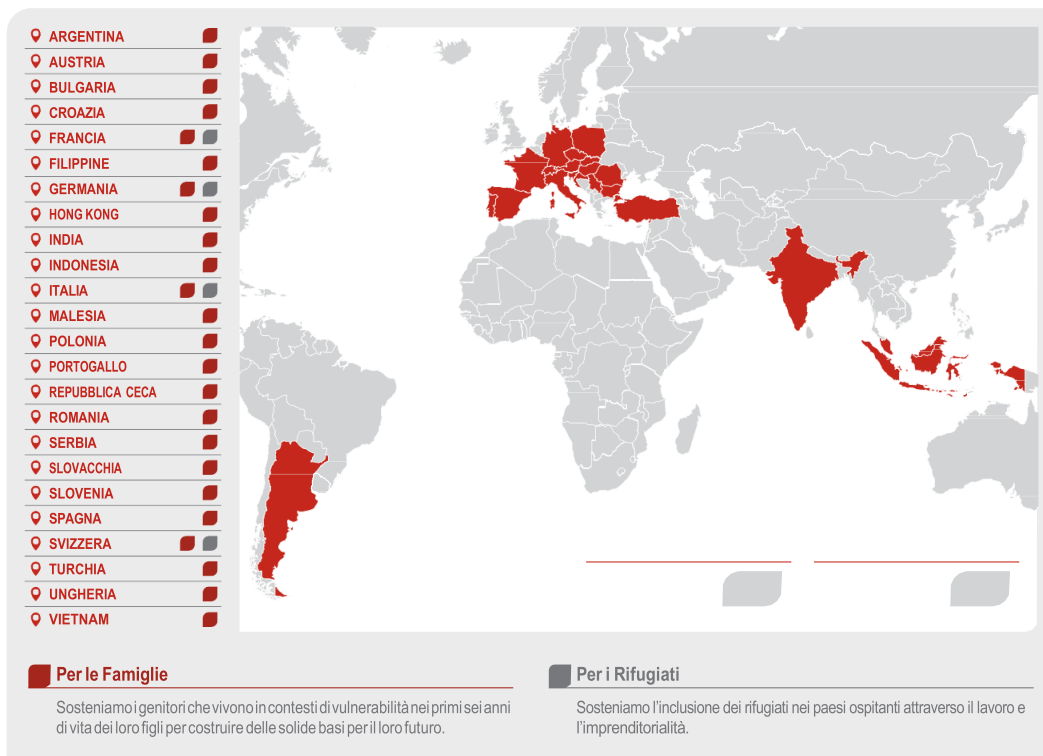 ARGENTINA
AUSTRIA
BULGARIA
CROAZIA
FRANCIA
FILIPPINE
GERMANIA
HONG KONG
INDIA
INDONESIA
ITALIA
MALESIA
POLONIA
PORTOGALLO
REPUBBLICA CECA
ROMANIA
SERBIA
SLOVACCHIA
SLOVENIA
SPAGNA
SVIZZERA
TURCHIA
UNGHERIA
VIETNAM
Per le Famiglie
Sosteniamo i genitori che vivono in contesti di vulnerabilità nei primi sei anni
di vita dei loro figli per costruire delle solide basi per il loro futuro.
Per i Rifugiati
Sosteniamo l’inclusione dei rifugiati nei paesi ospitanti attraverso il lavoro e
l’imprenditorialità.